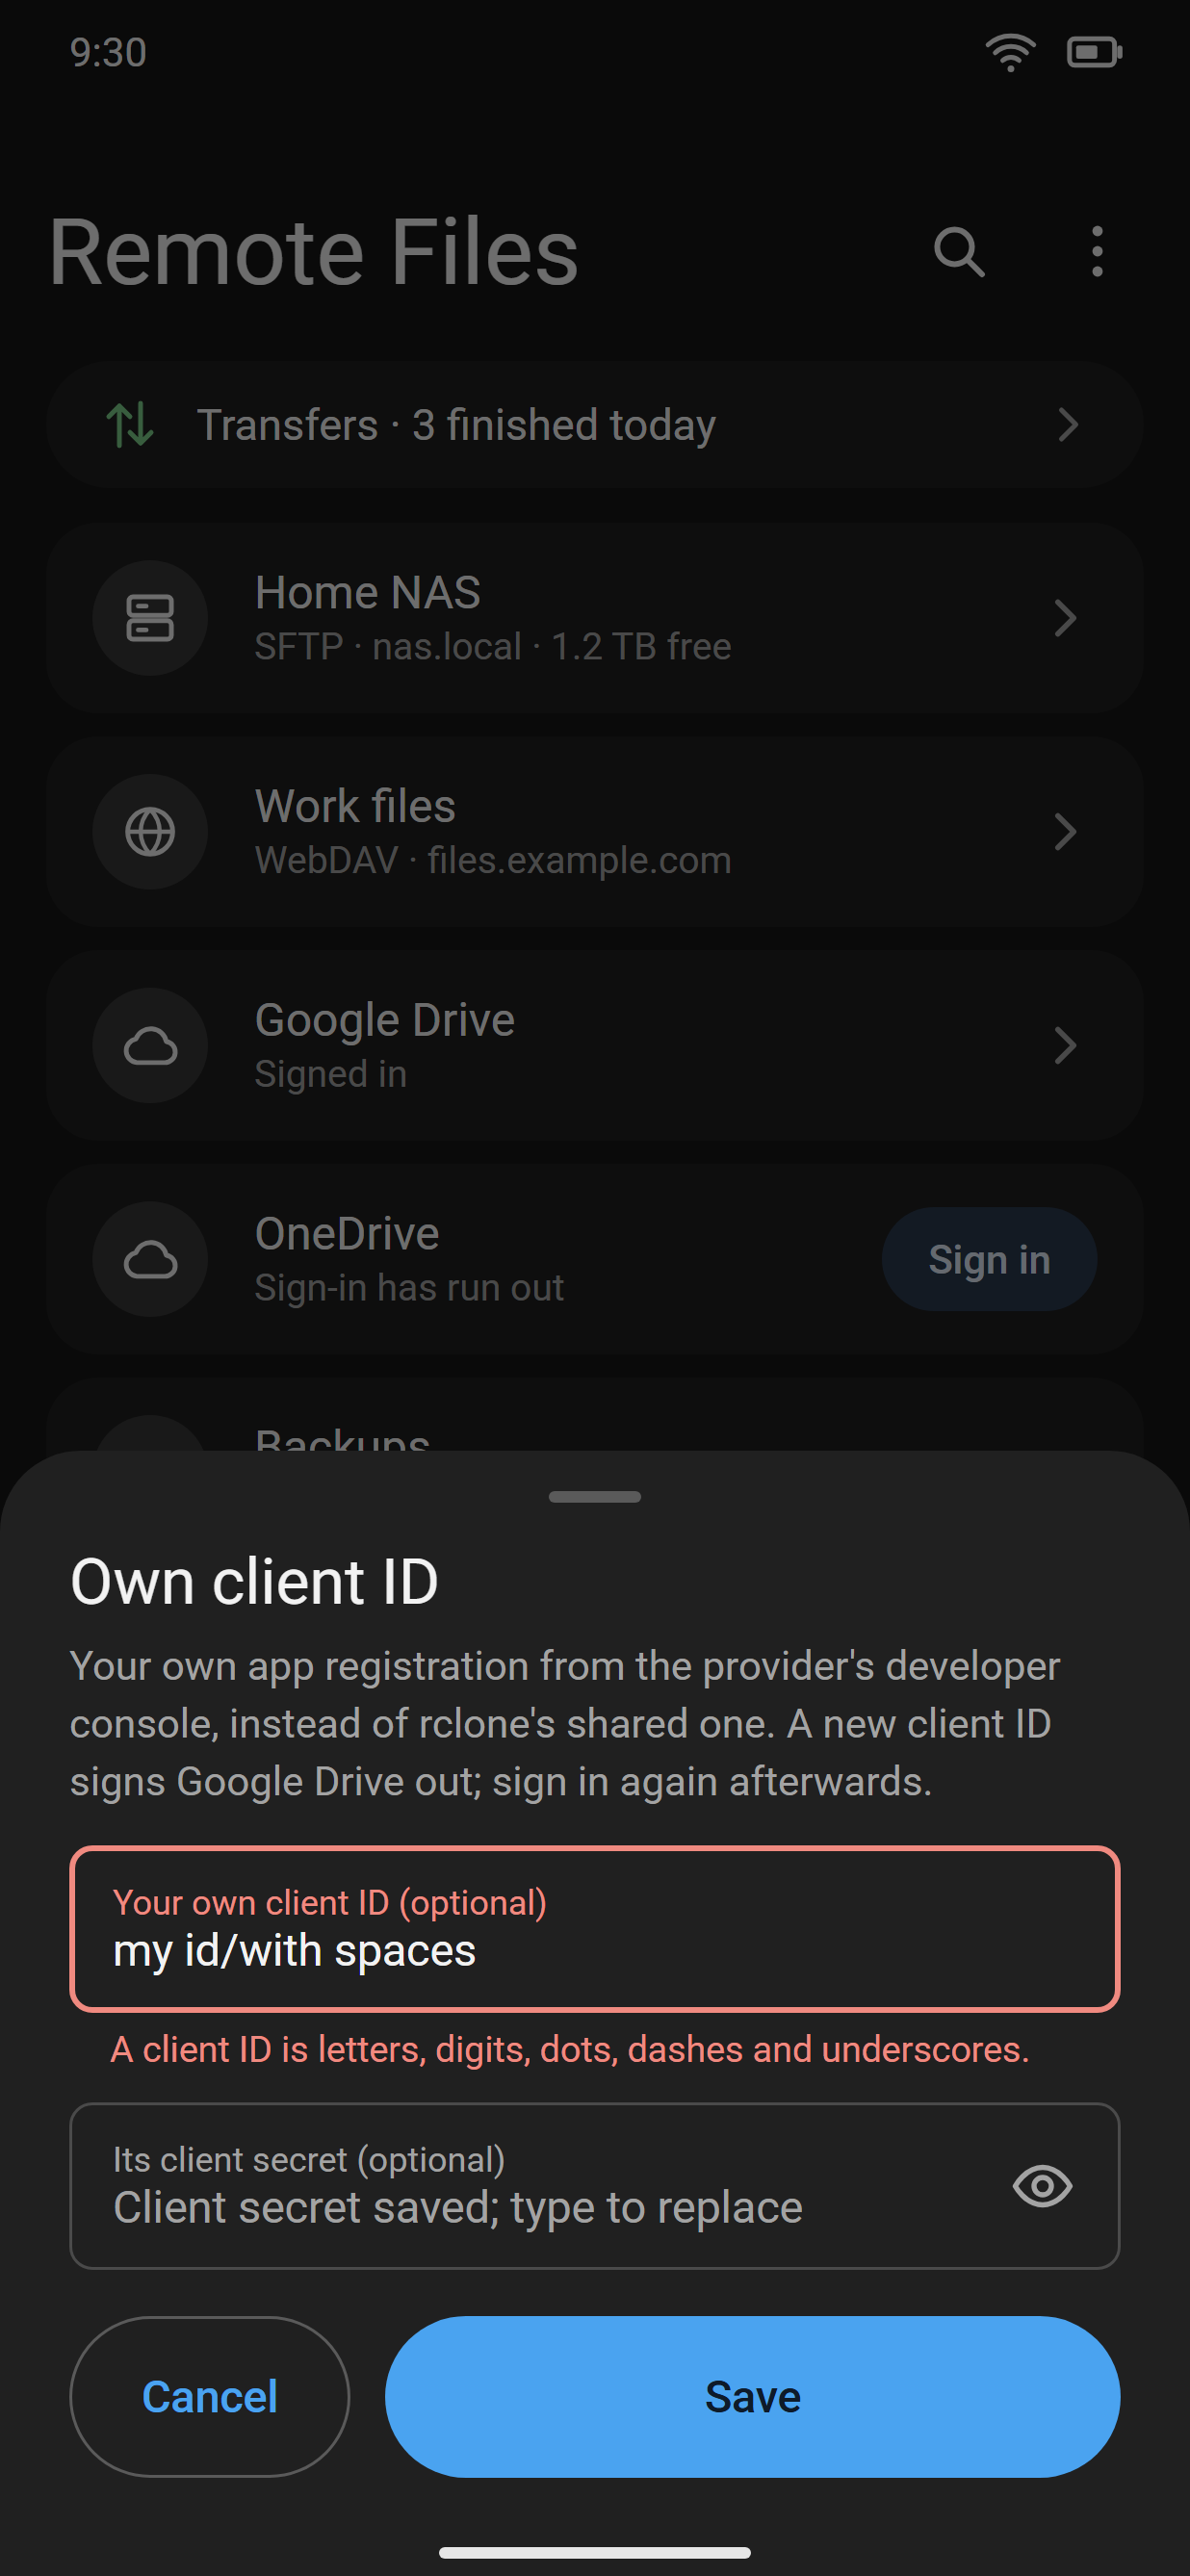 9:30
Remote Files
Transfers · 3 finished today
Home NAS
SFTP · nas.local · 1.2 TB free
Work files
WebDAV · files.example.com
Google Drive
Signed in
OneDrive
Sign-in has run out
Sign in
Backups
Own client ID
Your own app registration from the provider's developer
console, instead of rclone's shared one. A new client ID
signs Google Drive out; sign in again afterwards.
Your own client ID (optional)
my id/with spaces
A client ID is letters, digits, dots, dashes and underscores.
Its client secret (optional)
Client secret saved; type to replace
Cancel
Save